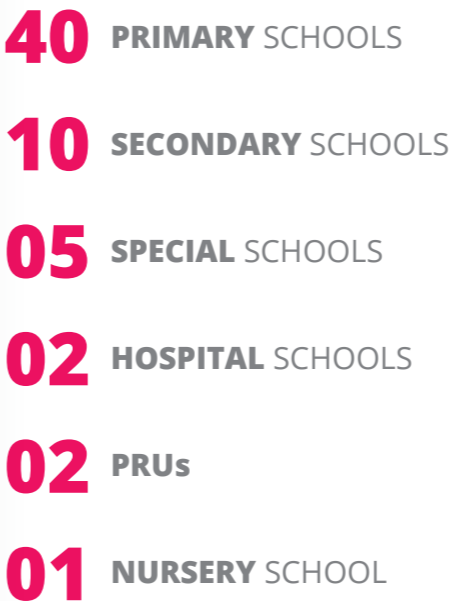 40 PRIMARY SCHOOLS
10 SECONDARY SCHOOLS
05 SPECIAL SCHOOLS
02 HOSPITAL SCHOOLS
02 PRUs
01 NURSERY SCHOOL